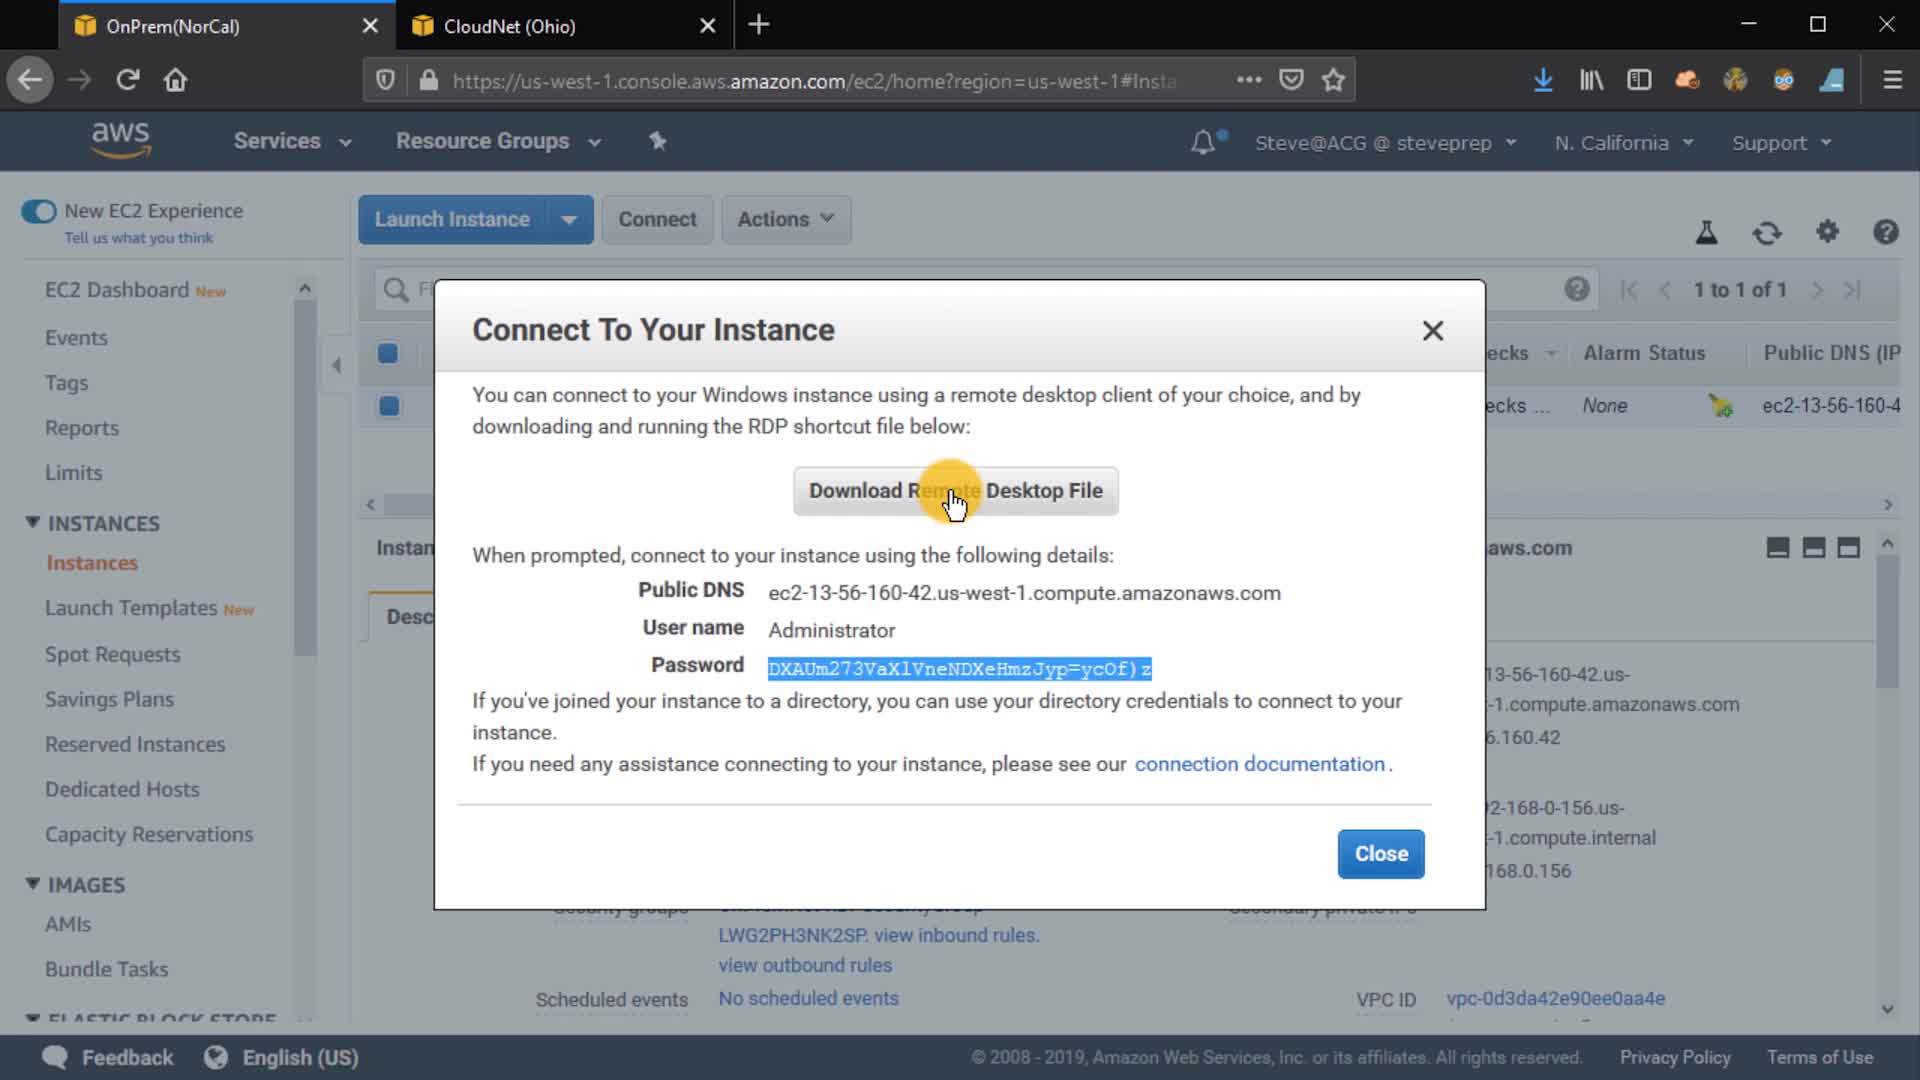 OnPrem(NorCal)
CloudNet (Ohio)
https://us-west-1.console.aws.amazon.com/ec2/home?region=us-west-1#Insta
aws
Services
Resource Groups
Steve@ACG @ steveprep
N. California
Support
New EC2 Experience
Tell us what you think
Launch Instance
Connect
Actions
EC2 Dashboard New
Events
Tags
Reports
Limits
INSTANCES
Instances
Launch Templates New
Spot Requests
Savings Plans
Reserved Instances
Dedicated Hosts
Capacity Reservations
IMAGES
AMIs
Bundle Tasks
ELASTIC BLOCK STORE
1 to 1 of 1
ecks
Alarm Status
Public DNS (IP
ecks ...
None
ec2-13-56-160-4
Instan
aws.com
Desc
Connect To Your Instance
You can connect to your Windows instance using a remote desktop client of your choice, and by
downloading and running the RDP shortcut file below:
Download Remote Desktop File
When prompted, connect to your instance using the following details:
Public DNS ec2-13-56-160-42.us-west-1.compute.amazonaws.com
User name Administrator
Password DXAUm273VaXlVneNDXeHmzJyp=ycOf)z
If you've joined your instance to a directory, you can use your directory credentials to connect to your
instance.
If you need any assistance connecting to your instance, please see our connection documentation.
Close
13-56-160-42.us-
-1.compute.amazonaws.com
6.160.42
92-168-0-156.us-
-1.compute.internal
168.0.156
LWG2PH3NK2SP. view inbound rules.
view outbound rules
Scheduled events No scheduled events
VPC ID vpc-0d3da42e90ee0aa4e
Feedback
English (US)
© 2008 - 2019, Amazon Web Services, Inc. or its affiliates. All rights reserved.
Privacy Policy
Terms of Use